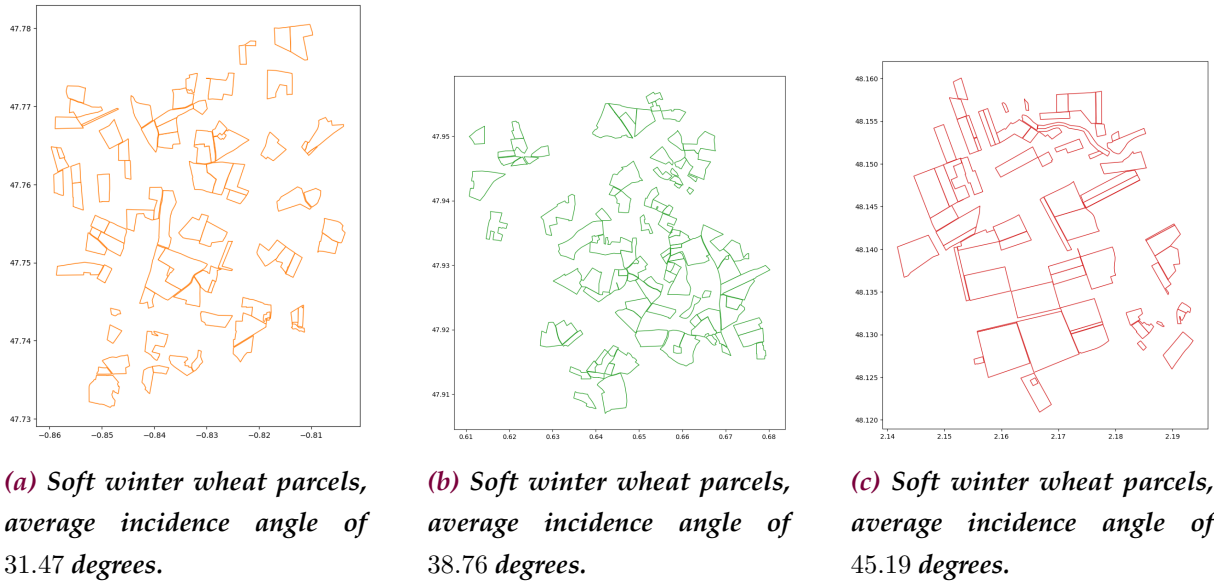 47.78
47.77
47.76
47.75
47.74
47.73
−0.86 −0.85 −0.84 −0.83 −0.82 −0.81
47.95
47.94
47.93
47.92
47.91
0.61 0.62 0.63 0.64 0.65 0.66 0.67 0.68
48.160
48.155
48.150
48.145
48.140
48.135
48.130
48.125
48.120
2.14 2.15 2.16 2.17 2.18 2.19
(a) Soft winter wheat parcels,
average incidence angle of
31.47 degrees.
(b) Soft winter wheat parcels,
average incidence angle of
38.76 degrees.
(c) Soft winter wheat parcels,
average incidence angle of
45.19 degrees.